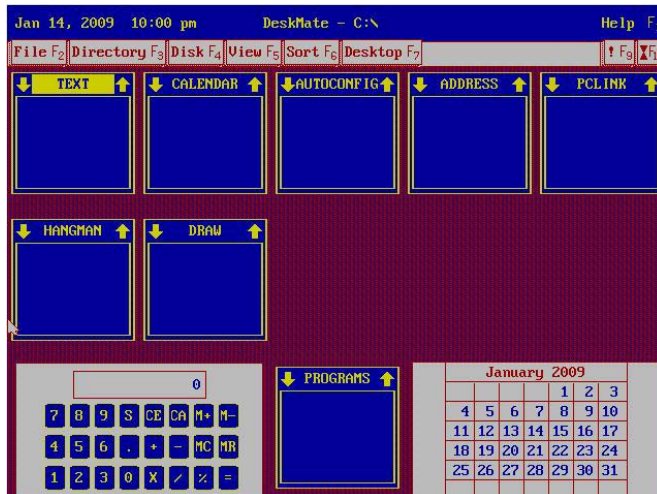 Jan 14, 2009 10:00 pm DeskMate - C:\ Help F
File F2 Directory F3 Disk F4 View F5 Sort F6 Desktop F7 ! F9 F1
TEXT CALENDAR AUTOCONFIG ADDRESS PCLINK
HANGMAN DRAW
PROGRAMS
0
7 8 9 S CE CA M+ M-
4 5 6 . + - MC MR
1 2 3 0 X / % =
January 2009
1 2 3
4 5 6 7 8 9 10
11 12 13 14 15 16 17
18 19 20 21 22 23 24
25 26 27 28 29 30 31